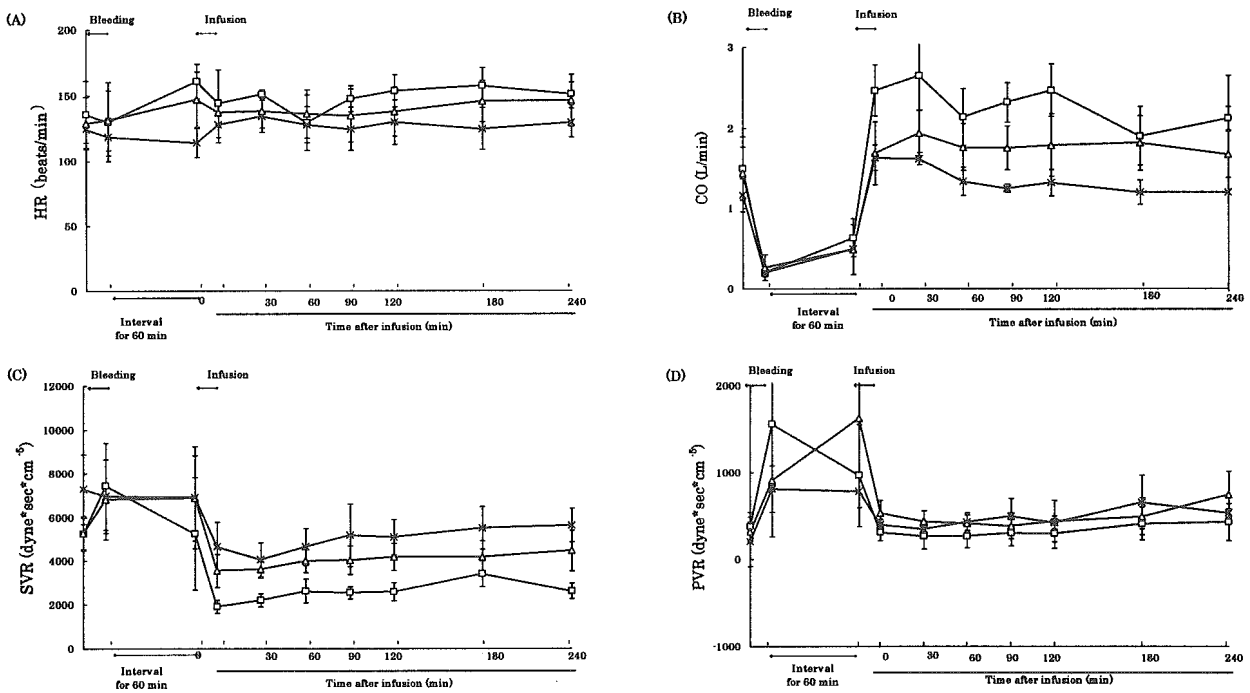 (A)
Bleeding Infusion
200
150
100
50
0
HR (beats/min)
0 30 60 90 120 180 240
Interval
for 60 min
Time after infusion (min)
(B)
Bleeding Infusion
3
2
1
0
CO (L/min)
0 30 60 90 120 180 240
Interval
for 60 min
Time after infusion (min)
(C)
Bleeding Infusion
12000
10000
8000
6000
4000
2000
0
SVR (dyne*sec*cm⁻⁵)
0 30 60 90 120 180 240
Interval
for 60 min
Time after infusion (min)
(D)
Bleeding Infusion
2000
1000
0
-1000
PVR (dyne*sec*cm⁻⁵)
0 30 60 90 120 180 240
Interval
for 60 min
Time after infusion (min)